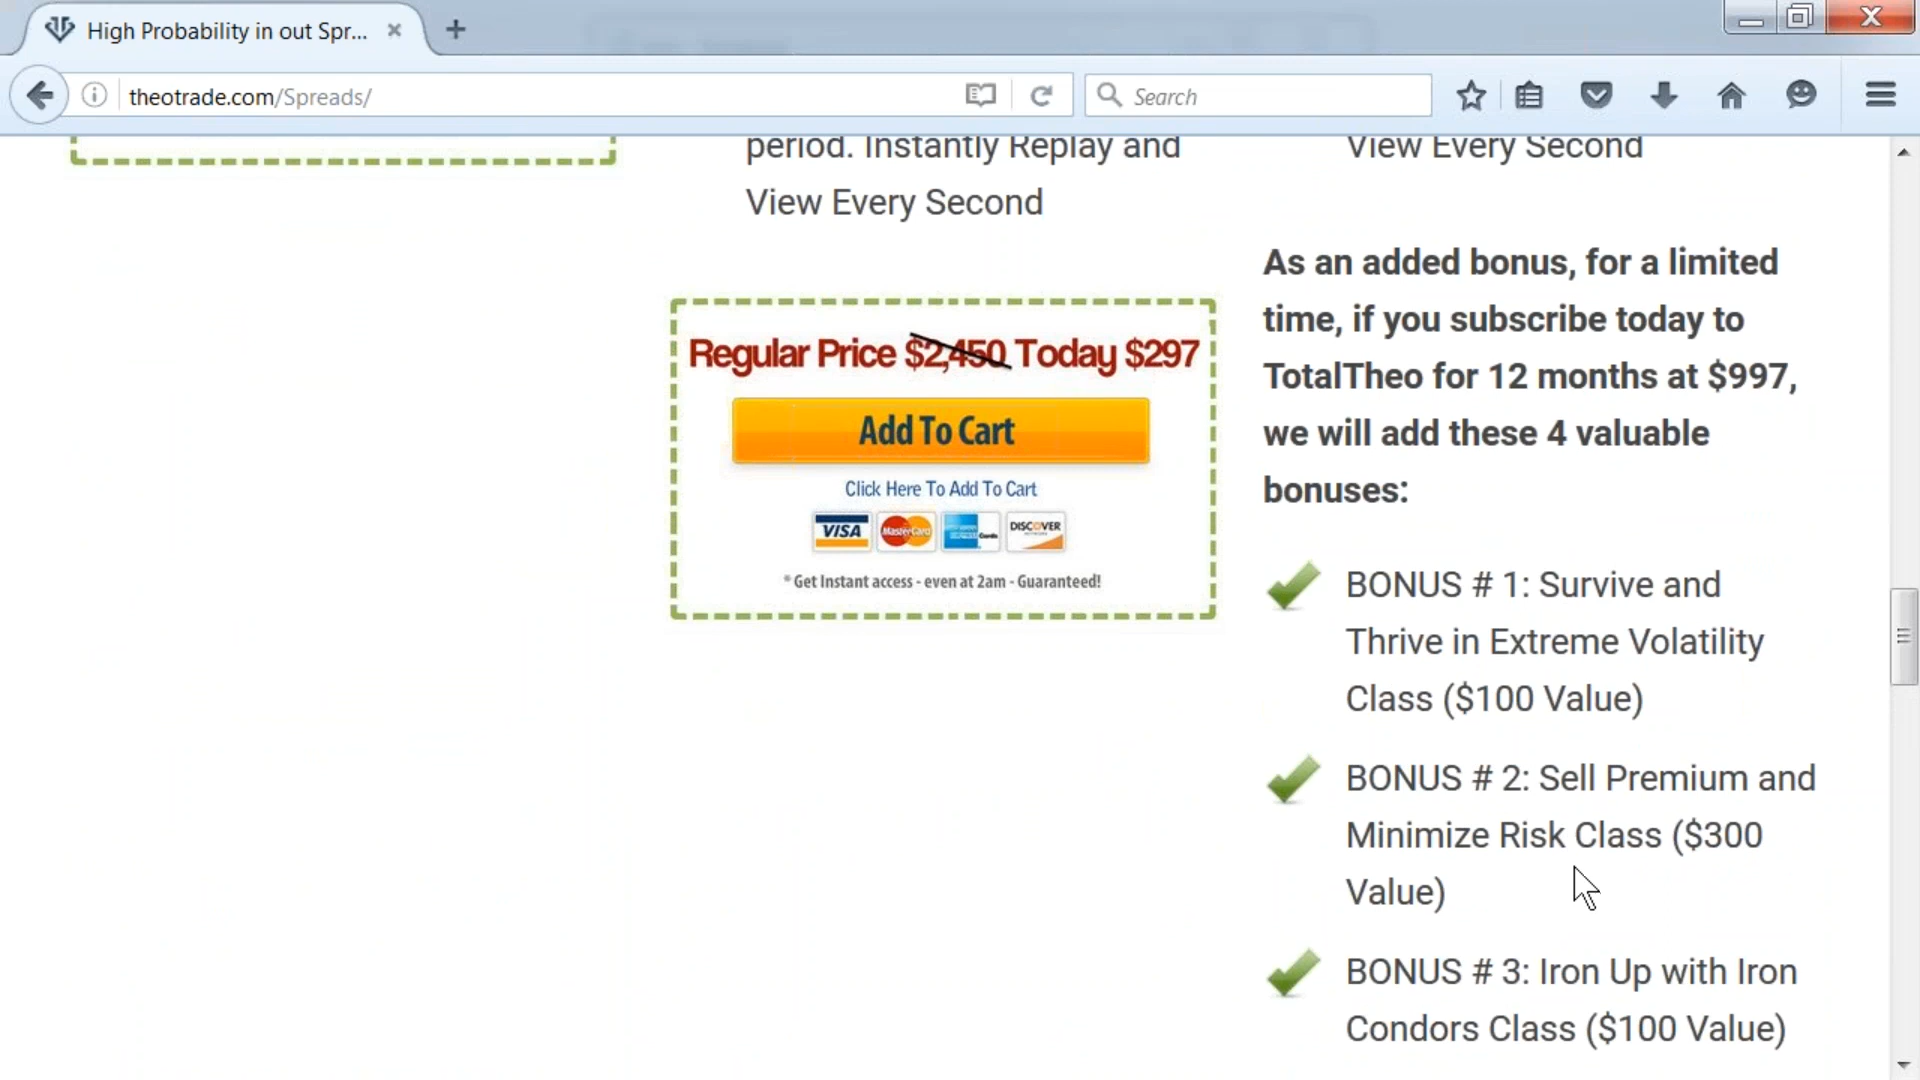 High Probability in out Spr...
theotrade.com/Spreads/
Search
period. Instantly Replay and
View Every Second
Regular Price $2,450 Today $297
Add To Cart
Click Here To Add To Cart
VISA MasterCard AMERICAN EXPRESS Cards DISCOVER NETWORK
* Get Instant access - even at 2am - Guaranteed!
View Every Second
As an added bonus, for a limited
time, if you subscribe today to
TotalTheo for 12 months at $997,
we will add these 4 valuable
bonuses:
BONUS # 1: Survive and
Thrive in Extreme Volatility
Class ($100 Value)
BONUS # 2: Sell Premium and
Minimize Risk Class ($300
Value)
BONUS # 3: Iron Up with Iron
Condors Class ($100 Value)